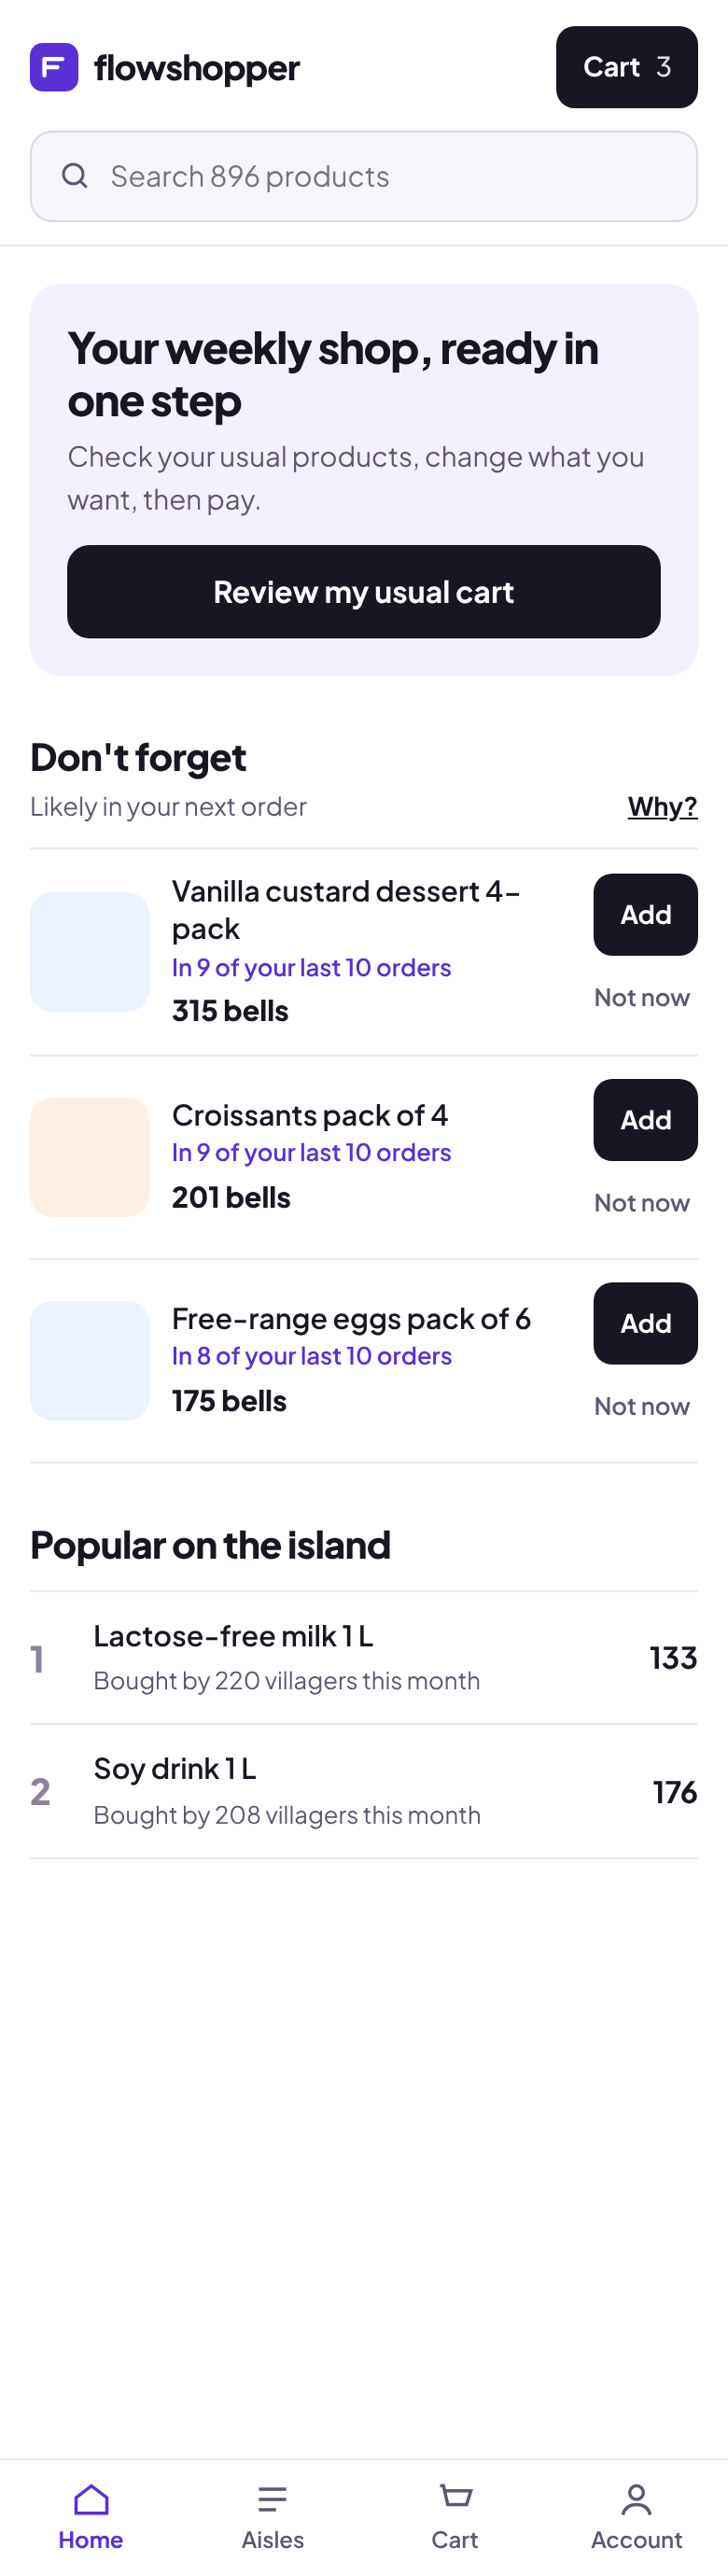 flowshopper
Cart 3
Search 896 products
Your weekly shop, ready in
one step
Check your usual products, change what you
want, then pay.
Review my usual cart
Don't forget
Likely in your next order
Why?
Vanilla custard dessert 4-
pack
In 9 of your last 10 orders
315 bells
Add
Not now
Croissants pack of 4
In 9 of your last 10 orders
201 bells
Add
Not now
Free-range eggs pack of 6
In 8 of your last 10 orders
175 bells
Add
Not now
Popular on the island
1
Lactose-free milk 1 L
Bought by 220 villagers this month
133
2
Soy drink 1 L
Bought by 208 villagers this month
176
Home
Aisles
Cart
Account